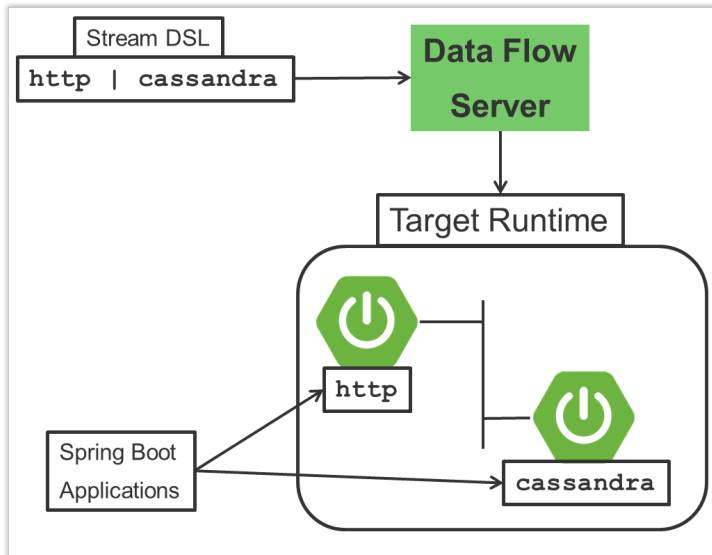 Stream DSL
http | cassandra
Data Flow
Server
Target Runtime
http
cassandra
Spring Boot
Applications